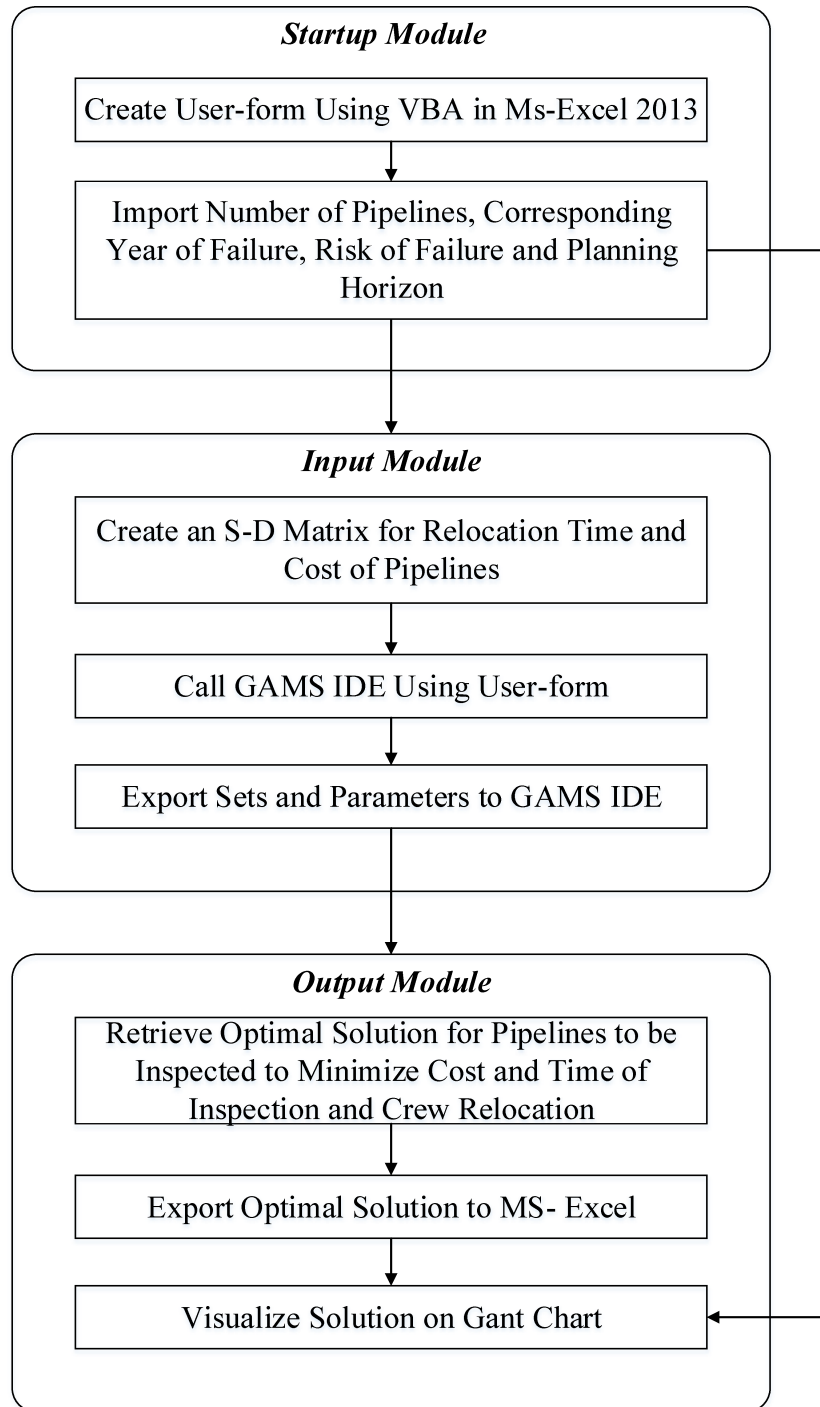 Startup Module
Create User-form Using VBA in Ms-Excel 2013
Import Number of Pipelines, Corresponding
Year of Failure, Risk of Failure and Planning
Horizon
Input Module
Create an S-D Matrix for Relocation Time and
Cost of Pipelines
Call GAMS IDE Using User-form
Export Sets and Parameters to GAMS IDE
Output Module
Retrieve Optimal Solution for Pipelines to be
Inspected to Minimize Cost and Time of
Inspection and Crew Relocation
Export Optimal Solution to MS- Excel
Visualize Solution on Gant Chart